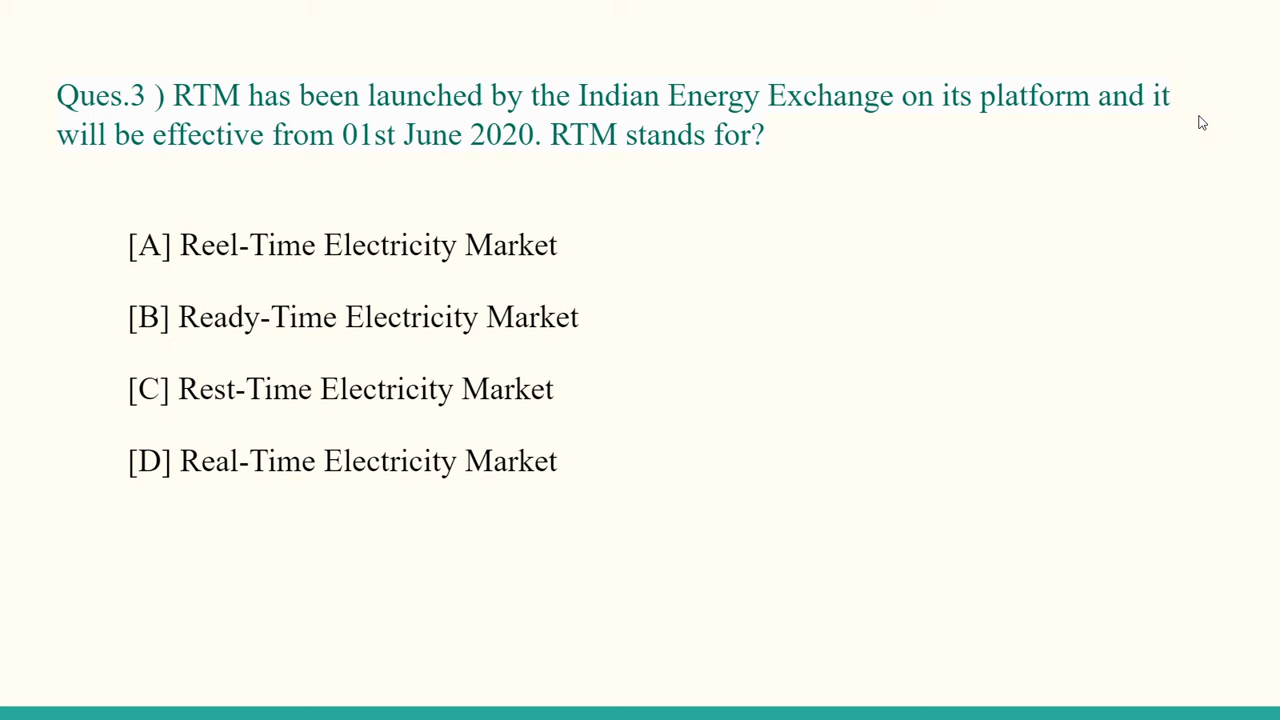 Ques.3 ) RTM has been launched by the Indian Energy Exchange on its platform and it
will be effective from 01st June 2020. RTM stands for?
[A] Reel-Time Electricity Market
[B] Ready-Time Electricity Market
[C] Rest-Time Electricity Market
[D] Real-Time Electricity Market